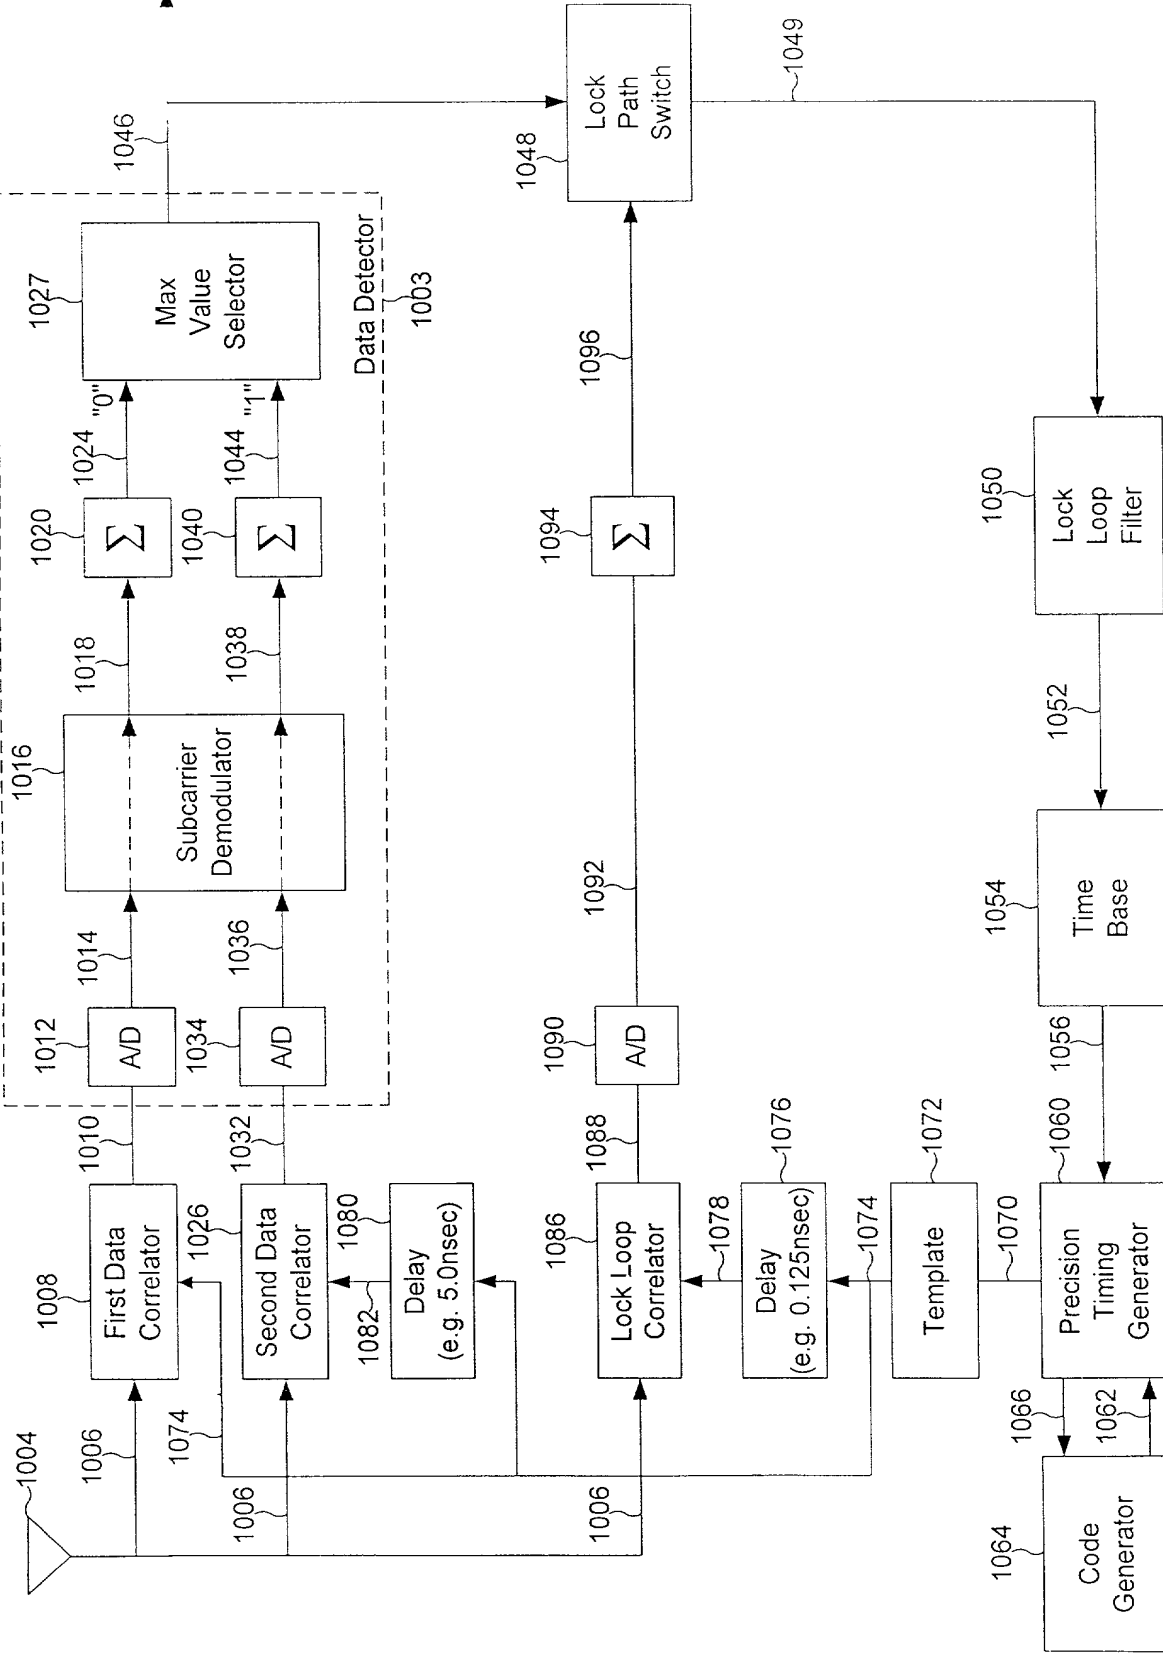 1004
1006
1074
1006
1006
1008
First Data
Correlator
1010
1012
A/D
1014
1016
Subcarrier
Demodulator
1018
1020
Σ
1024
"0"
1027
Max
Value
Selector
1046
1026
Second Data
Correlator
1032
1034
A/D
1036
1038
1040
Σ
1044
"1"
Data Detector
1003
1082
1080
Delay
(e.g. 5.0nsec)
1086
Lock Loop
Correlator
1088
1090
A/D
1092
1094
Σ
1096
1048
Lock
Path
Switch
1049
1078
1076
Delay
(e.g. 0.125nsec)
1074
1072
Template
1070
1064
Code
Generator
1066
1062
1060
Precision
Timing
Generator
1056
1054
Time
Base
1052
1050
Lock
Loop
Filter